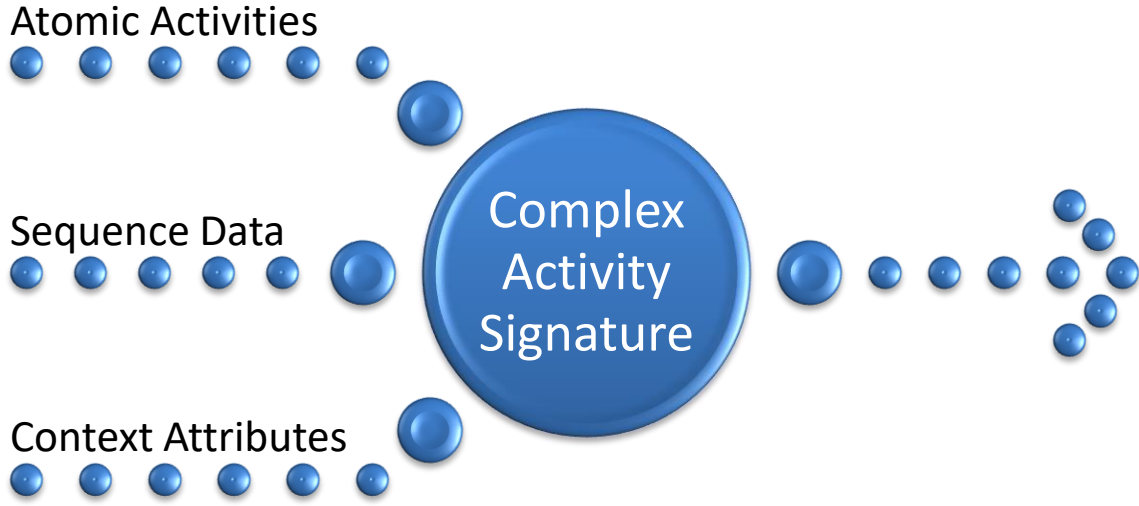 Atomic Activities
Sequence Data
Complex
Activity
Signature
Context Attributes